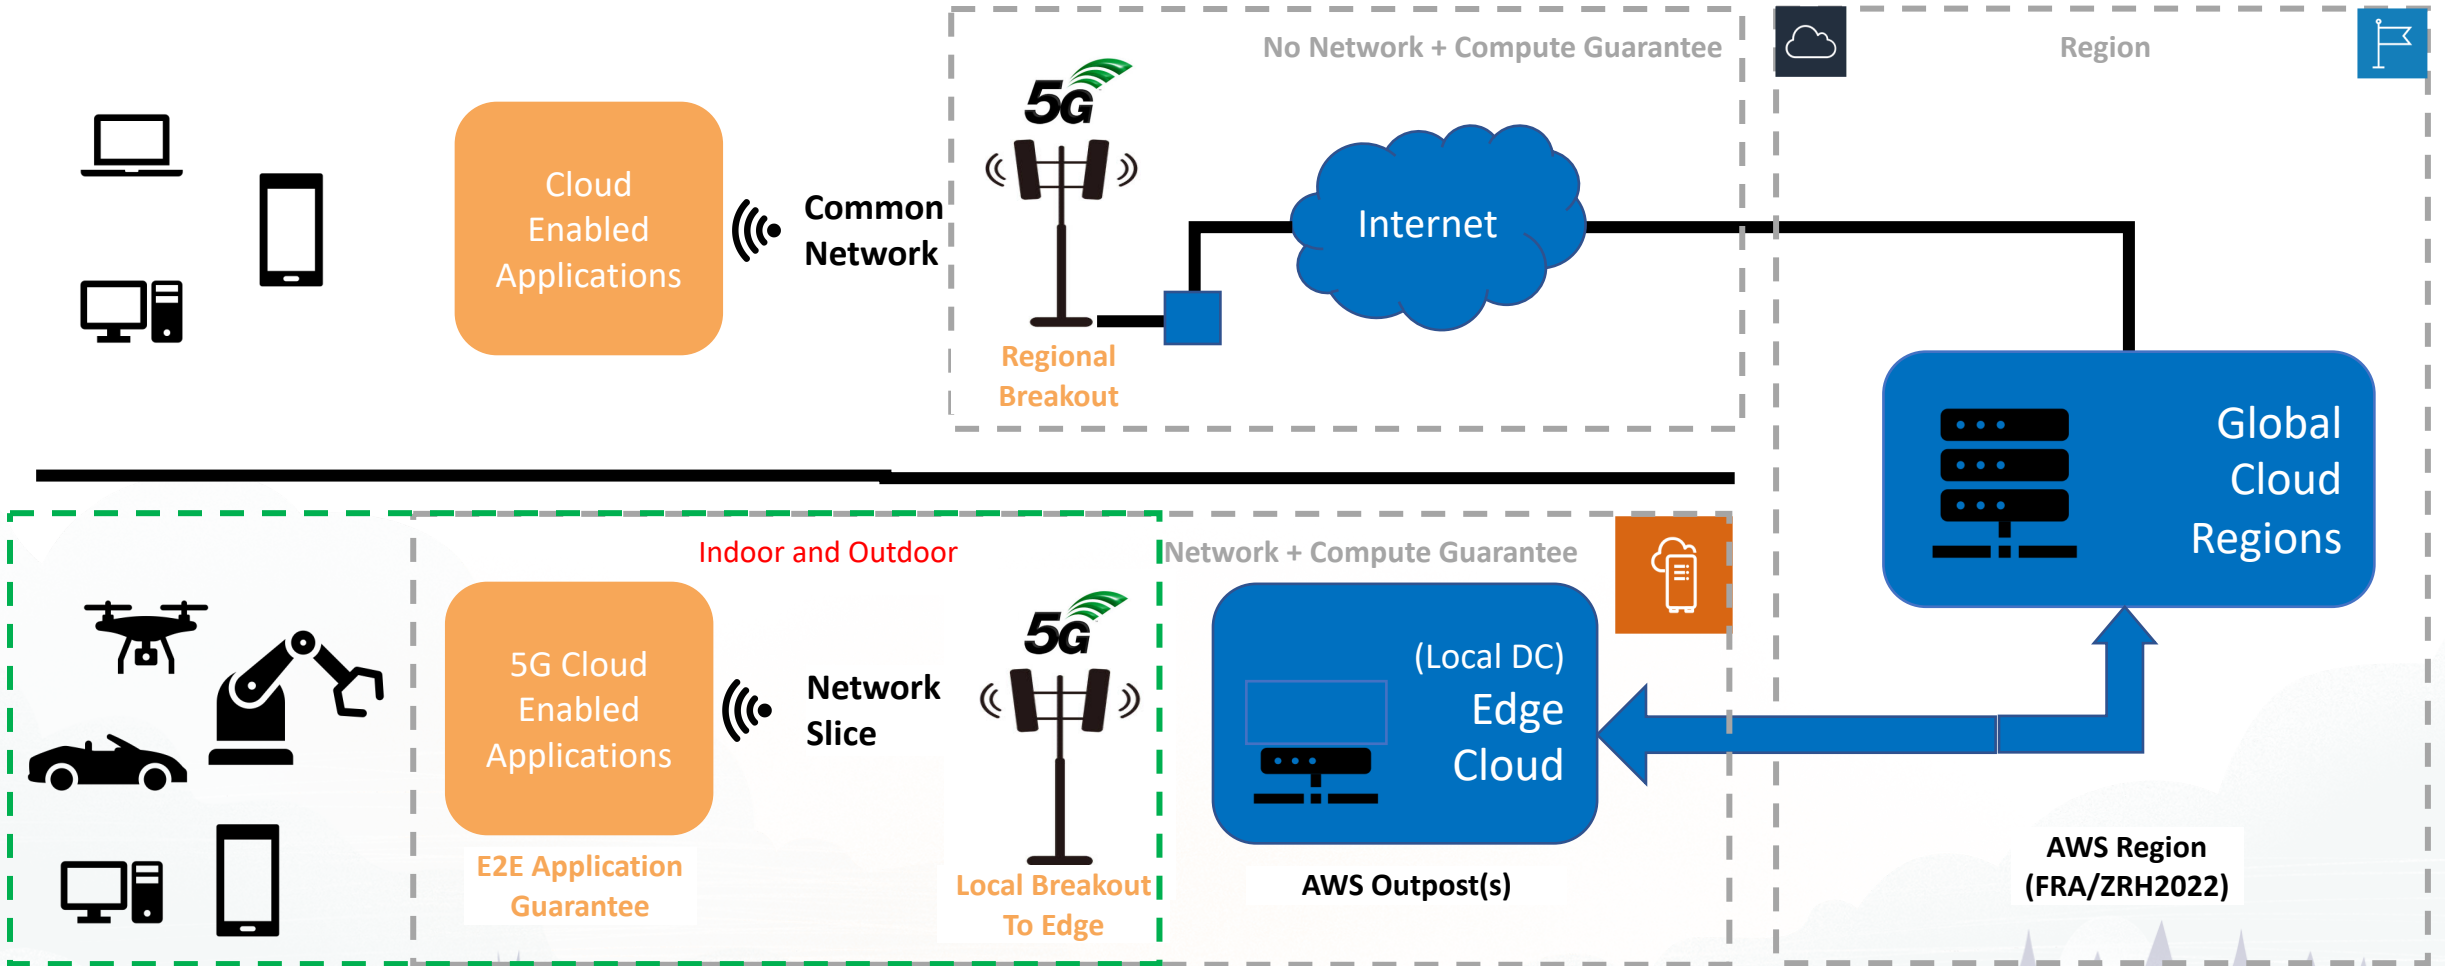 No Network + Compute Guarantee
Region
5G
Cloud
Enabled
Applications
Common
Network
Internet
Regional
Breakout
Global
Cloud
Regions
Indoor and Outdoor
Network + Compute Guarantee
5G
5G Cloud
Enabled
Applications
Network
Slice
(Local DC)
Edge
Cloud
E2E Application
Guarantee
Local Breakout
To Edge
AWS Outpost(s)
AWS Region
(FRA/ZRH2022)